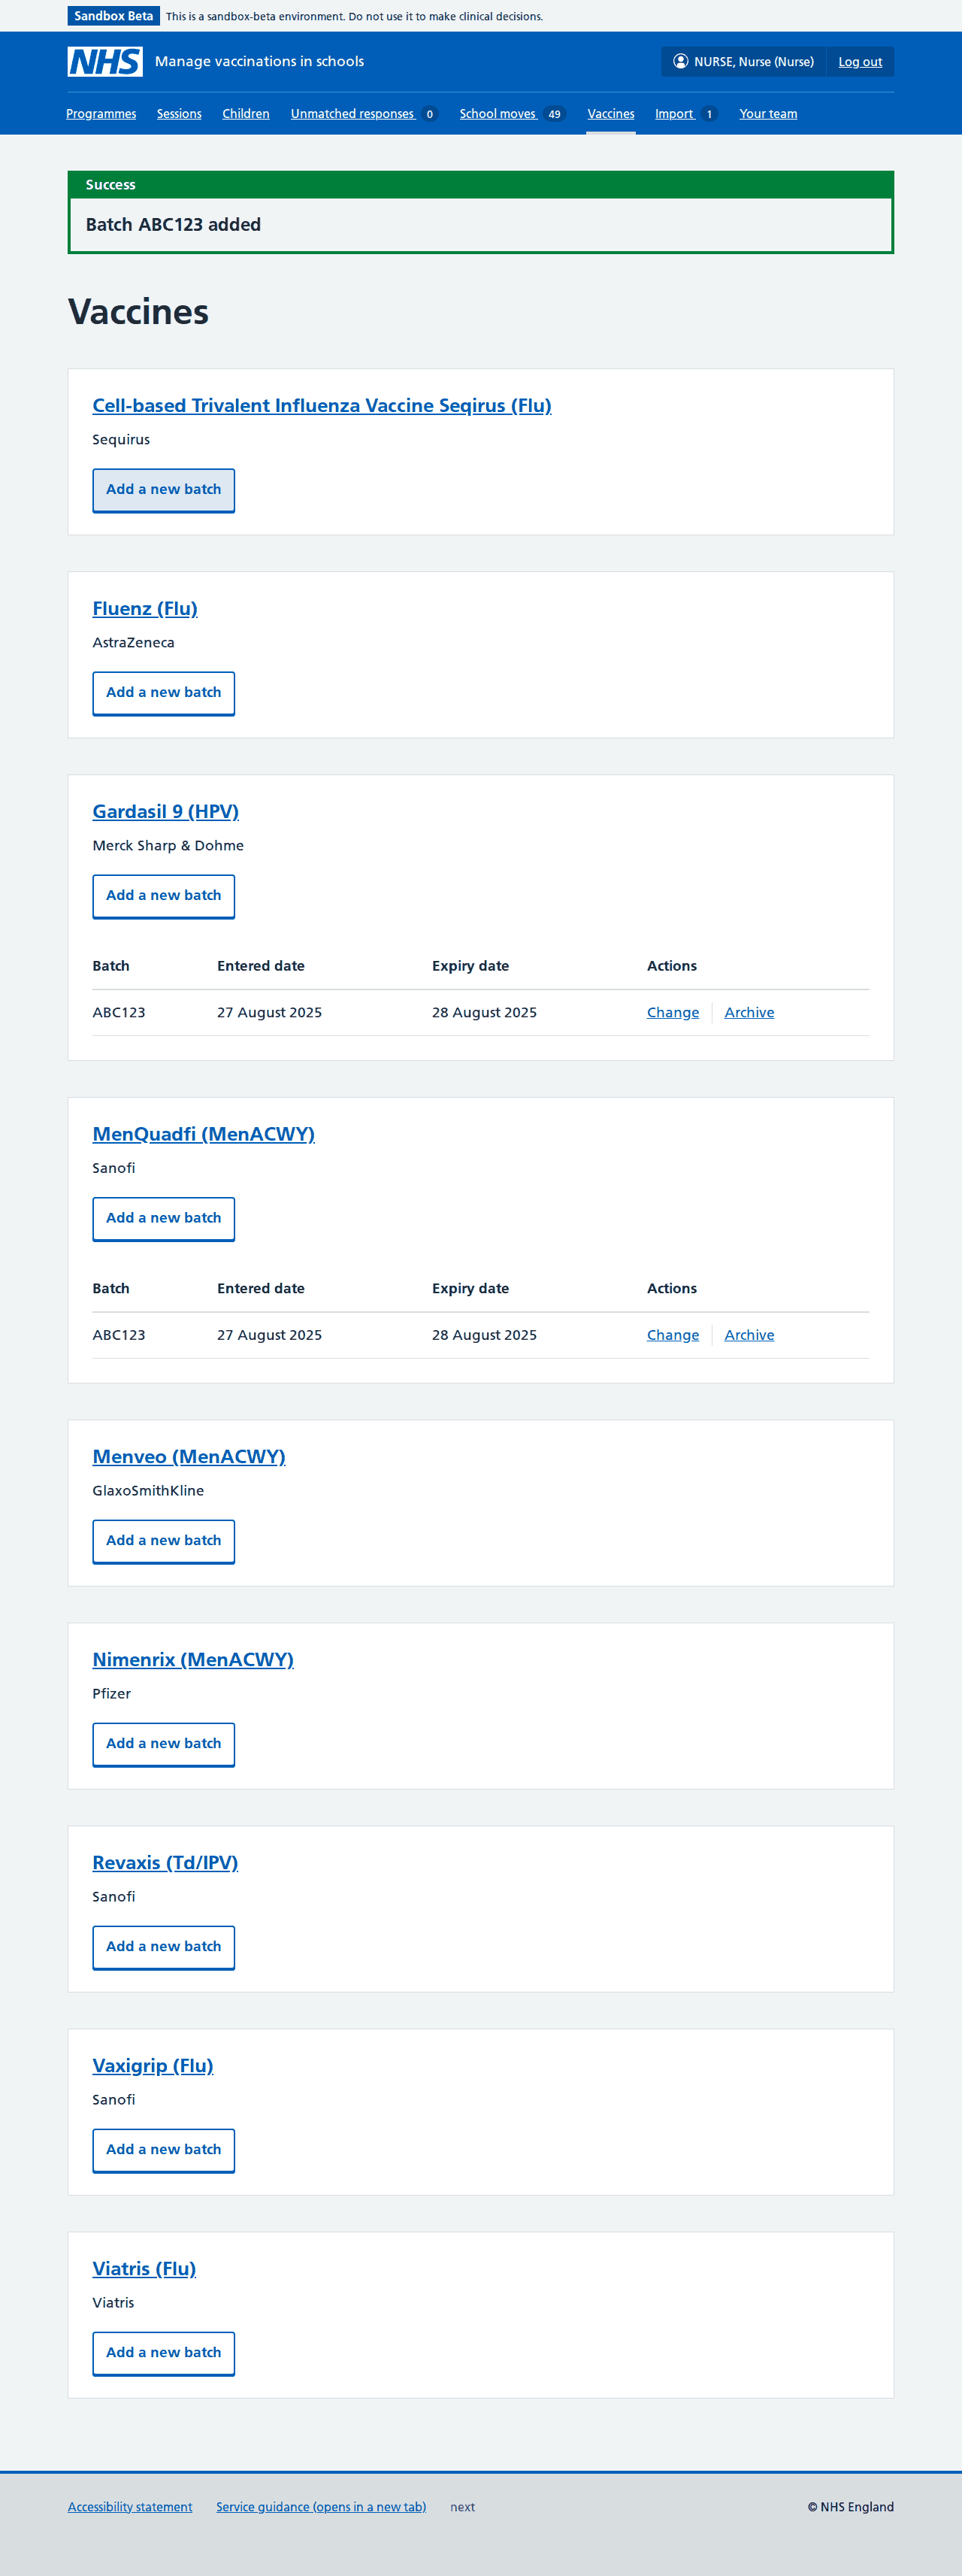 Sandbox Beta This is a sandbox-beta environment. Do not use it to make clinical decisions.
NHS Manage vaccinations in schools NURSE, Nurse (Nurse) Log out
Programmes Sessions Children Unmatched responses 0 School moves 49 Vaccines Import 1 Your team
Success
Batch ABC123 added
Vaccines
Cell-based Trivalent Influenza Vaccine Seqirus (Flu)
Sequirus
Add a new batch
Fluenz (Flu)
AstraZeneca
Add a new batch
Gardasil 9 (HPV)
Merck Sharp & Dohme
Add a new batch
Batch Entered date Expiry date Actions
ABC123 27 August 2025 28 August 2025 Change Archive
MenQuadfi (MenACWY)
Sanofi
Add a new batch
Batch Entered date Expiry date Actions
ABC123 27 August 2025 28 August 2025 Change Archive
Menveo (MenACWY)
GlaxoSmithKline
Add a new batch
Nimenrix (MenACWY)
Pfizer
Add a new batch
Revaxis (Td/IPV)
Sanofi
Add a new batch
Vaxigrip (Flu)
Sanofi
Add a new batch
Viatris (Flu)
Viatris
Add a new batch
Accessibility statement Service guidance (opens in a new tab) next © NHS England